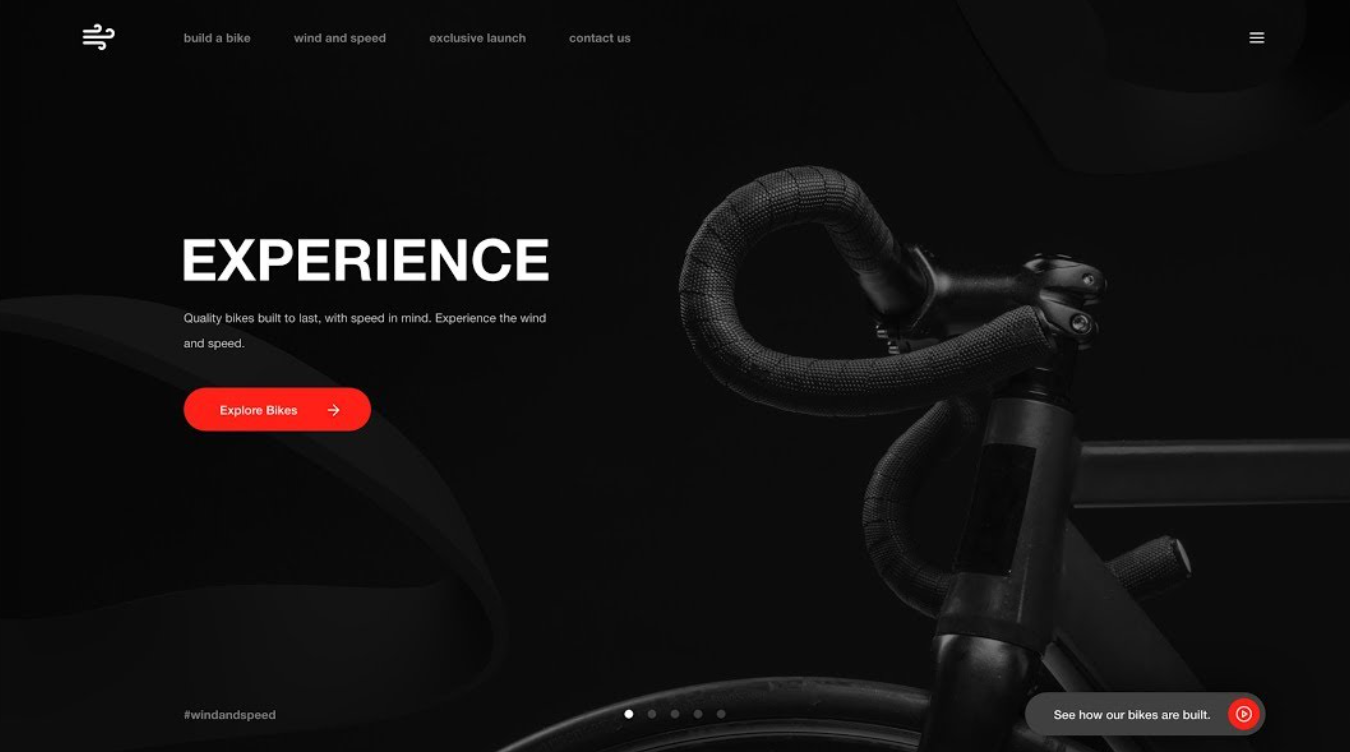 build a bike
wind and speed
exclusive launch
contact us
EXPERIENCE
Quality bikes built to last, with speed in mind. Experience the wind
and speed.
Explore Bikes
#windandspeed
See how our bikes are built.